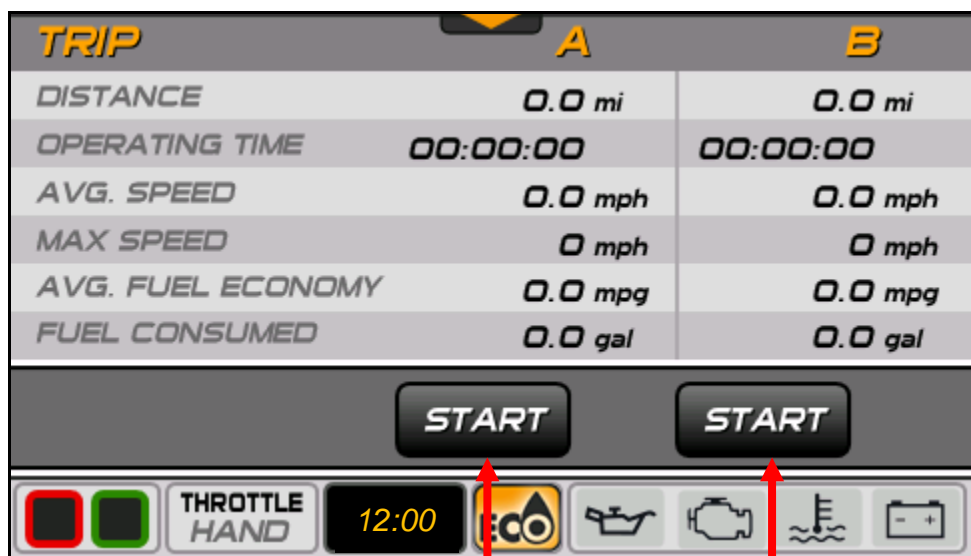 TRIP A B
DISTANCE 0.0 mi 0.0 mi
OPERATING TIME 00:00:00 00:00:00
AVG. SPEED 0.0 mph 0.0 mph
MAX SPEED 0 mph 0 mph
AVG. FUEL ECONOMY 0.0 mpg 0.0 mpg
FUEL CONSUMED 0.0 gal 0.0 gal
START START
THROTTLE
HAND
12:00
ECO
- +